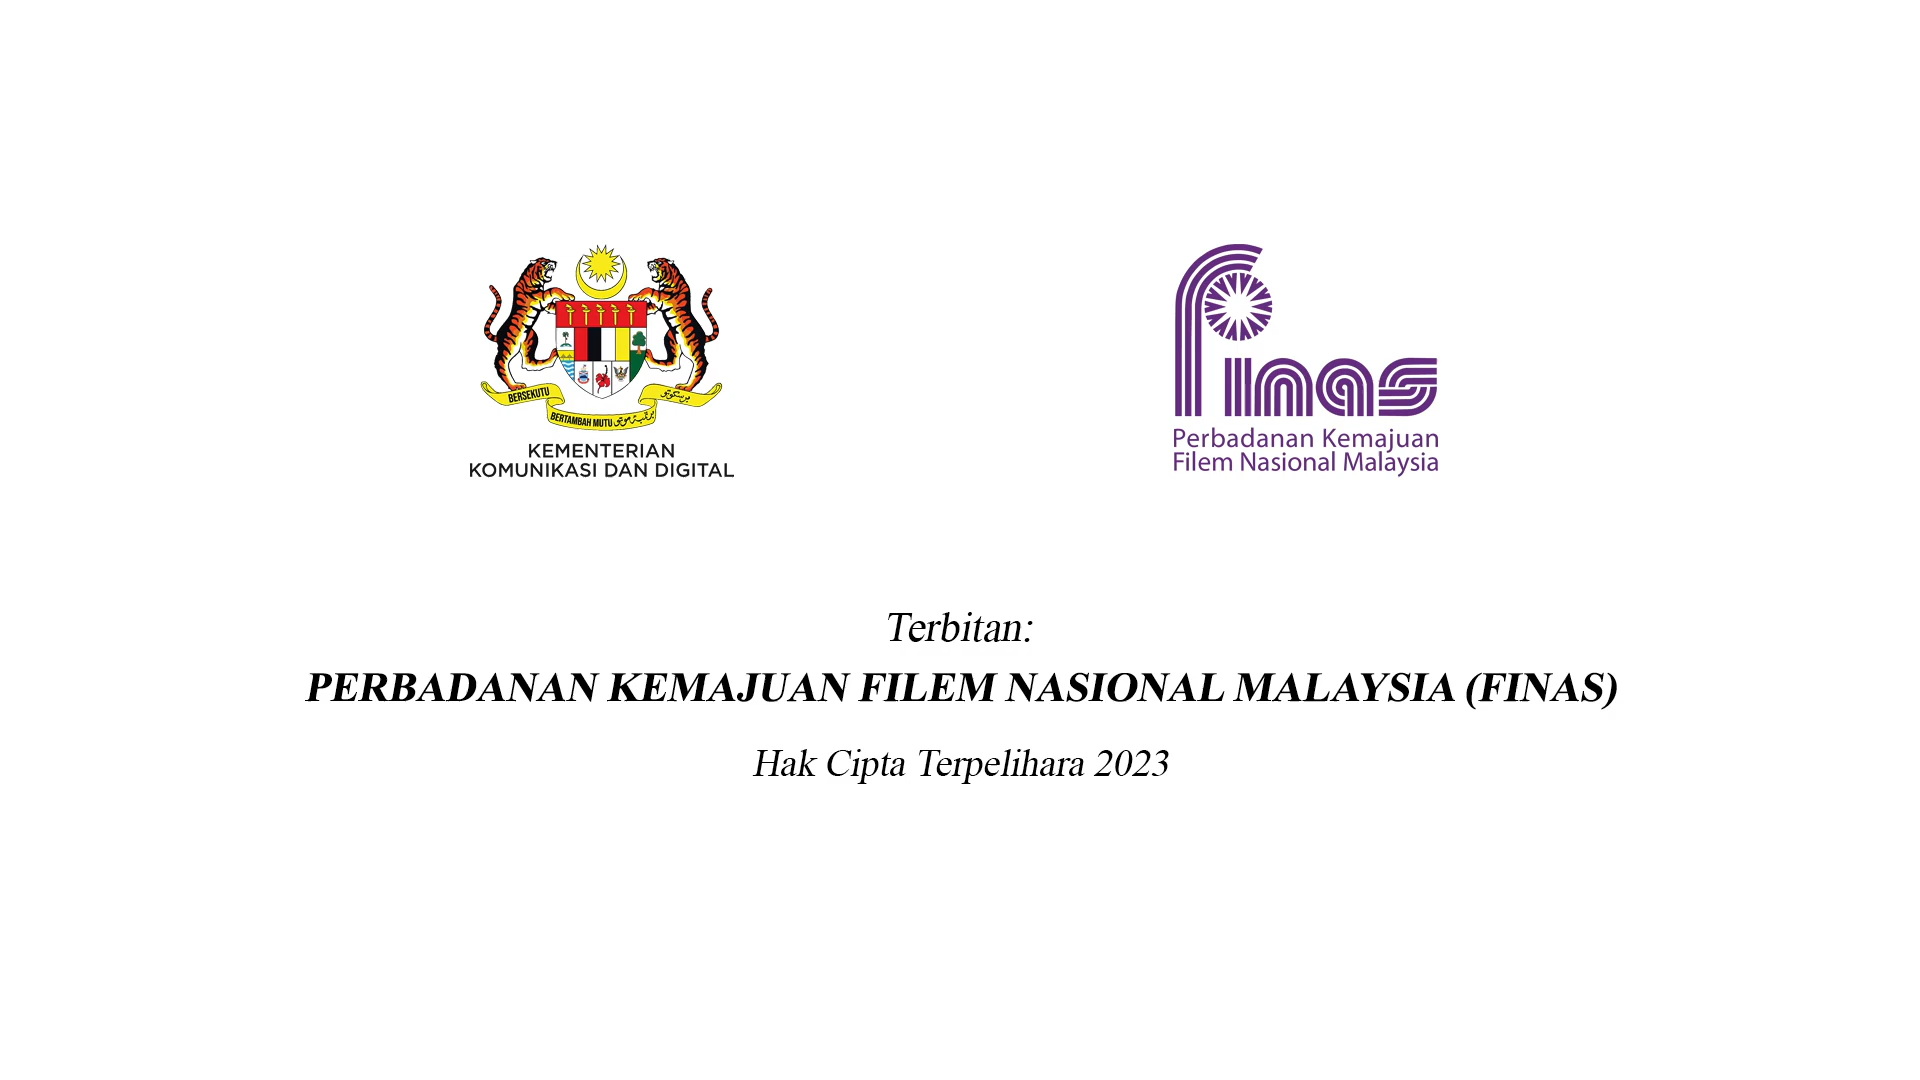 BERSEKUTU
BERTAMBAH MUTU
KEMENTERIAN
KOMUNIKASI DAN DIGITAL
Finas
Perbadanan Kemajuan
Filem Nasional Malaysia
Terbitan:
PERBADANAN KEMAJUAN FILEM NASIONAL MALAYSIA (FINAS)
Hak Cipta Terpelihara 2023